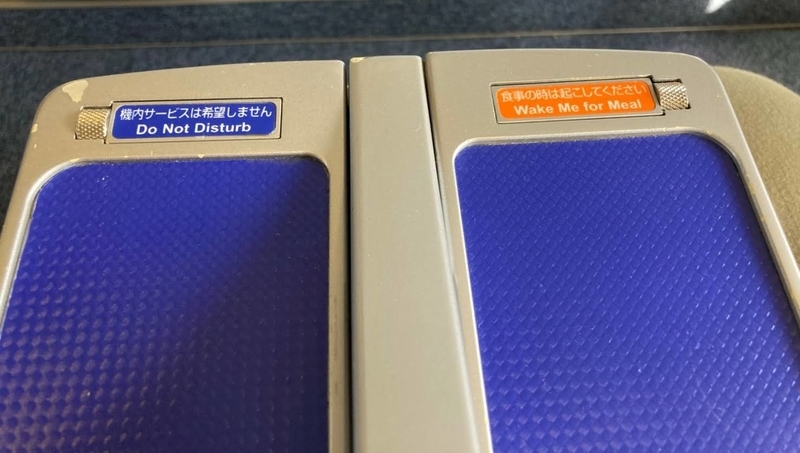 機内サービスは希望しません
Do Not Disturb
食事の時は起こしてください
Wake Me for Meal